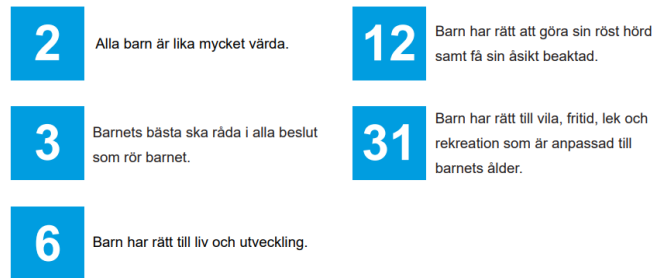 2
Alla barn är lika mycket värda.
3
Barnets bästa ska råda i alla beslut
som rör barnet.
6
Barn har rätt till liv och utveckling.
12
Barn har rätt att göra sin röst hörd
samt få sin åsikt beaktad.
31
Barn har rätt till vila, fritid, lek och
rekreation som är anpassad till
barnets ålder.